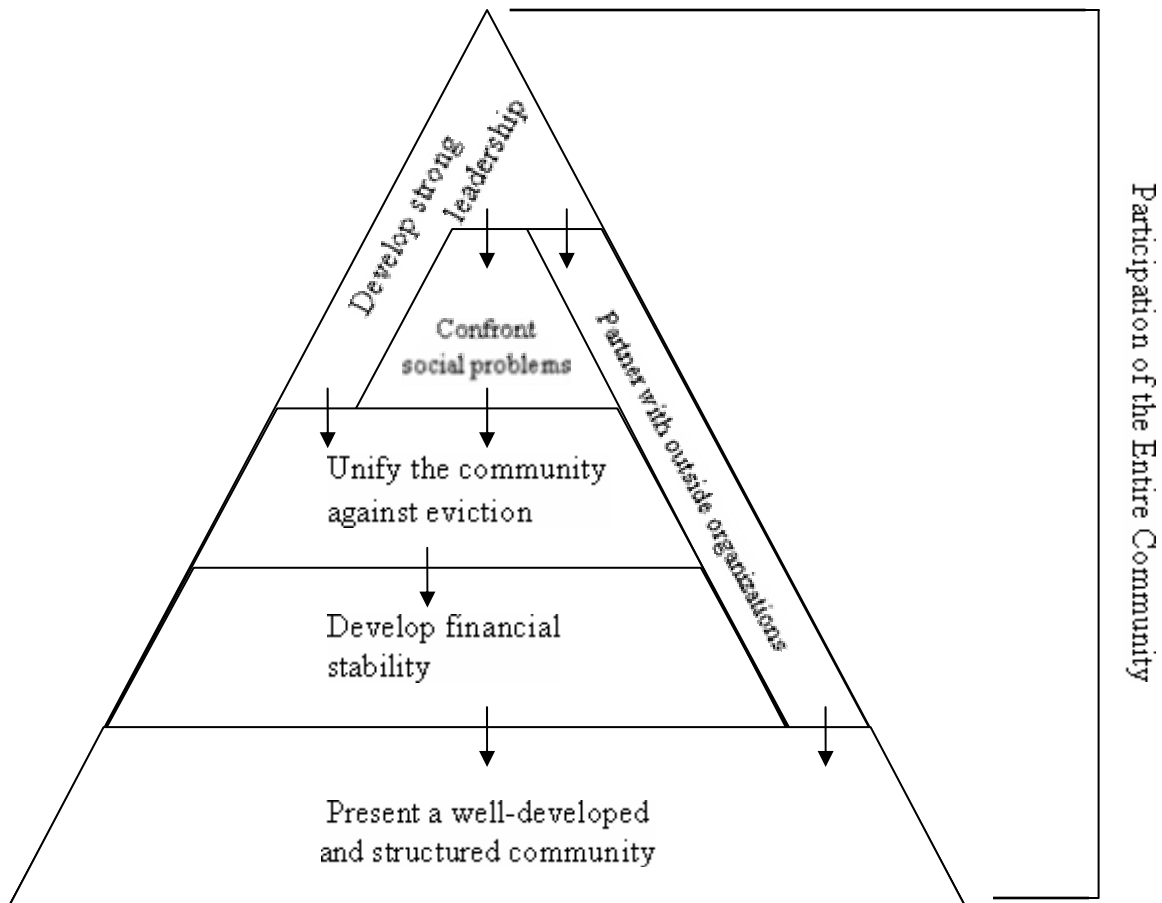 Develop strong
leadership
Confront
social problems
Partner with outside organizations
Unify the community
against eviction
Develop financial
stability
Present a well-developed
and structured community
Participation of the Entire Community